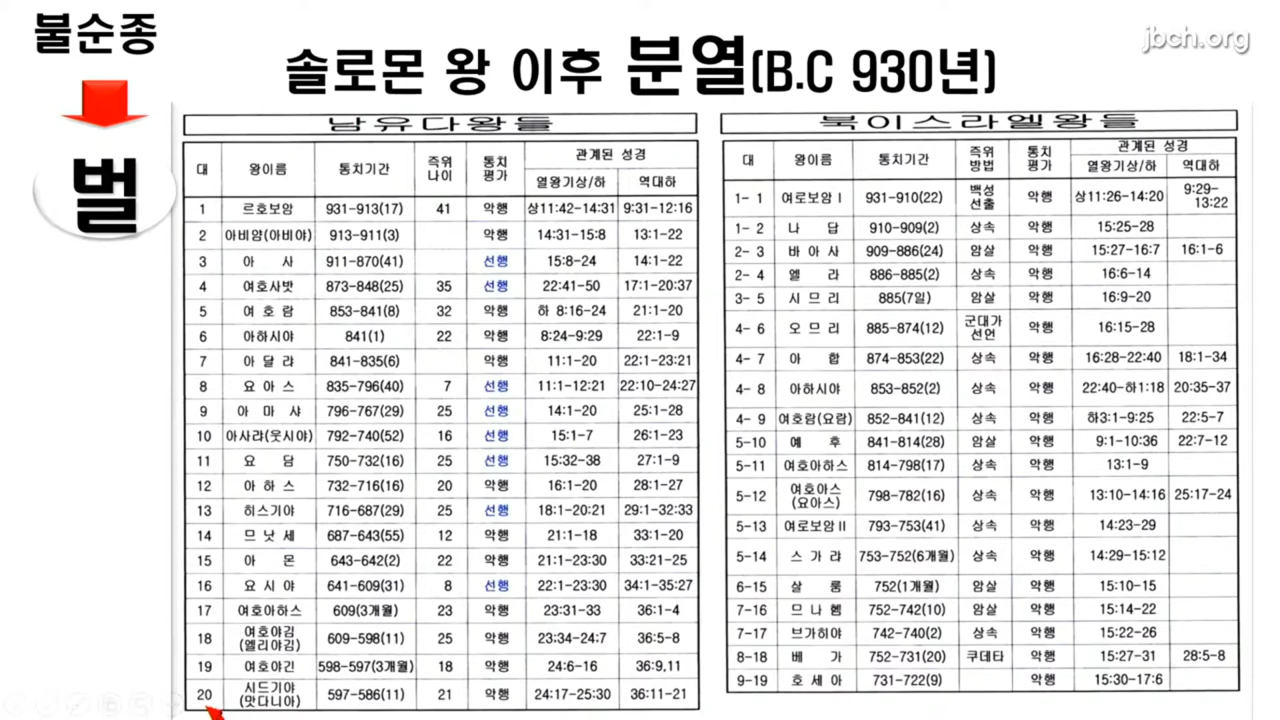 불순종
벌
솔로몬 왕 이후 분열(B.C 930년)
jbch.org
남유다왕들
대 왕이름 통치기간 즉위나이 통치평가 관계된 성경
열왕기상/하 역대하
1 르호보암 931-913(17) 41 악행 상11:42-14:31 9:31-12:16
2 아비얌(아비야) 913-911(3) 악행 14:31-15:8 13:1-22
3 아 사 911-870(41) 선행 15:8-24 14:1-22
4 여호사밧 873-848(25) 35 선행 22:41-50 17:1-20:37
5 여 호 람 853-841(8) 32 악행 하 8:16-24 21:1-20
6 아하시야 841(1) 22 악행 8:24-9:29 22:1-9
7 아 달 랴 841-835(6) 악행 11:1-20 22:1-23:21
8 요 아 스 835-796(40) 7 선행 11:1-12:21 22:10-24:27
9 아 마 샤 796-767(29) 25 선행 14:1-20 25:1-28
10 아사랴(웃시야) 792-740(52) 16 선행 15:1-7 26:1-23
11 요 담 750-732(16) 25 선행 15:32-38 27:1-9
12 아 하 스 732-716(16) 20 악행 16:1-20 28:1-27
13 히스기야 716-687(29) 25 선행 18:1-20:21 29:1-32:33
14 므 낫 세 687-643(55) 12 악행 21:1-18 33:1-20
15 아 몬 643-642(2) 22 악행 21:1-23:30 33:21-25
16 요 시 야 641-609(31) 8 선행 22:1-23:30 34:1-35:27
17 여호아하스 609(3개월) 23 악행 23:31-33 36:1-4
18 여호야김(엘리야김) 609-598(11) 25 악행 23:34-24:7 36:5-8
19 여호야긴 598-597(3개월) 18 악행 24:6-16 36:9,11
20 시드기야(맛다니아) 597-586(11) 21 악행 24:17-25:30 36:11-21
북이스라엘왕들
대 왕이름 통치기간 즉위방법 통치평가 관계된 성경
열왕기상/하 역대하
1- 1 여로보암 I 931-910(22) 백성선출 악행 상11:26-14:20 9:29-13:22
1- 2 나 답 910-909(2) 상속 악행 15:25-28
2- 3 바 아 사 909-886(24) 암살 악행 15:27-16:7 16:1-6
2- 4 엘 라 886-885(2) 상속 악행 16:6-14
3- 5 시 므 리 885(7일) 암살 악행 16:9-20
4- 6 오 므 리 885-874(12) 군대가선언 악행 16:15-28
4- 7 아 합 874-853(22) 상속 악행 16:28-22:40 18:1-34
4- 8 아하시야 853-852(2) 상속 악행 22:40-하1:18 20:35-37
4- 9 여호람(요람) 852-841(12) 상속 악행 하3:1-9:25 22:5-7
5-10 예 후 841-814(28) 암살 악행 9:1-10:36 22:7-12
5-11 여호아하스 814-798(17) 상속 악행 13:1-9
5-12 여호아스(요아스) 798-782(16) 상속 악행 13:10-14:16 25:17-24
5-13 여로보암 II 793-753(41) 상속 악행 14:23-29
5-14 스 가 랴 753-752(6개월) 상속 악행 14:29-15:12
6-15 살 룸 752(1개월) 암살 악행 15:10-15
7-16 므 나 헴 752-742(10) 암살 악행 15:14-22
7-17 브가히야 742-740(2) 상속 악행 15:22-26
8-18 베 가 752-731(20) 쿠데타 악행 15:27-31 28:5-8
9-19 호 세 아 731-722(9) 악행 15:30-17:6